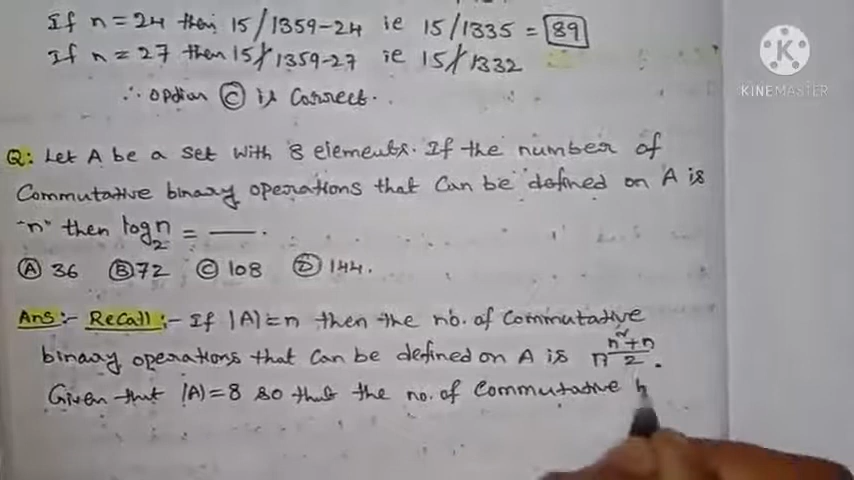 If n = 24 then 15/1359-24 ie 15/1335 = 89
If n = 27 then 15∤1359-27 ie 15∤1332
∴ option (C) is correct.
KINEMASTER
Q: Let A be a set with 8 elements. If the number of
Commutative binary operations that can be defined on A is
"n" then log₂n = ___.
(A) 36 (B) 72 (C) 108 (D) 144.
Ans:- Recall:- If |A|=n then the no. of commutative
binary operations that can be defined on A is n^((n²+n)/2).
Given that |A|=8 so that the no. of commutative b